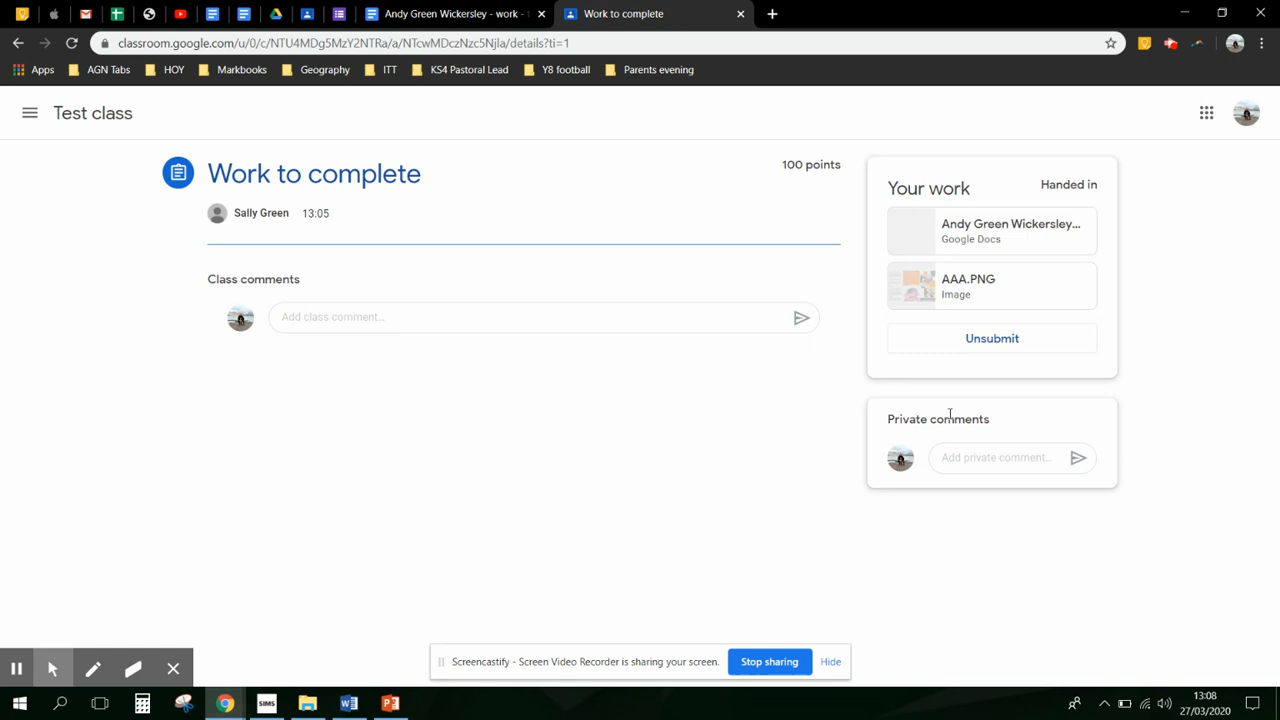 Andy Green Wickersley - work -
Work to complete
classroom.google.com/u/0/c/NTU4MDg5MzY2NTRa/a/NTcwMDczNzc5Njla/details?ti=1
Apps AGN Tabs HOY Markbooks Geography ITT KS4 Pastoral Lead Y8 football Parents evening
Test class
Work to complete
100 points
Sally Green 13:05
Class comments
Add class comment...
Your work
Handed in
Andy Green Wickersley...
Google Docs
AAA.PNG
Image
Unsubmit
Private comments
Add private comment...
Screencastify - Screen Video Recorder is sharing your screen. Stop sharing Hide
SIMS
13:08
27/03/2020